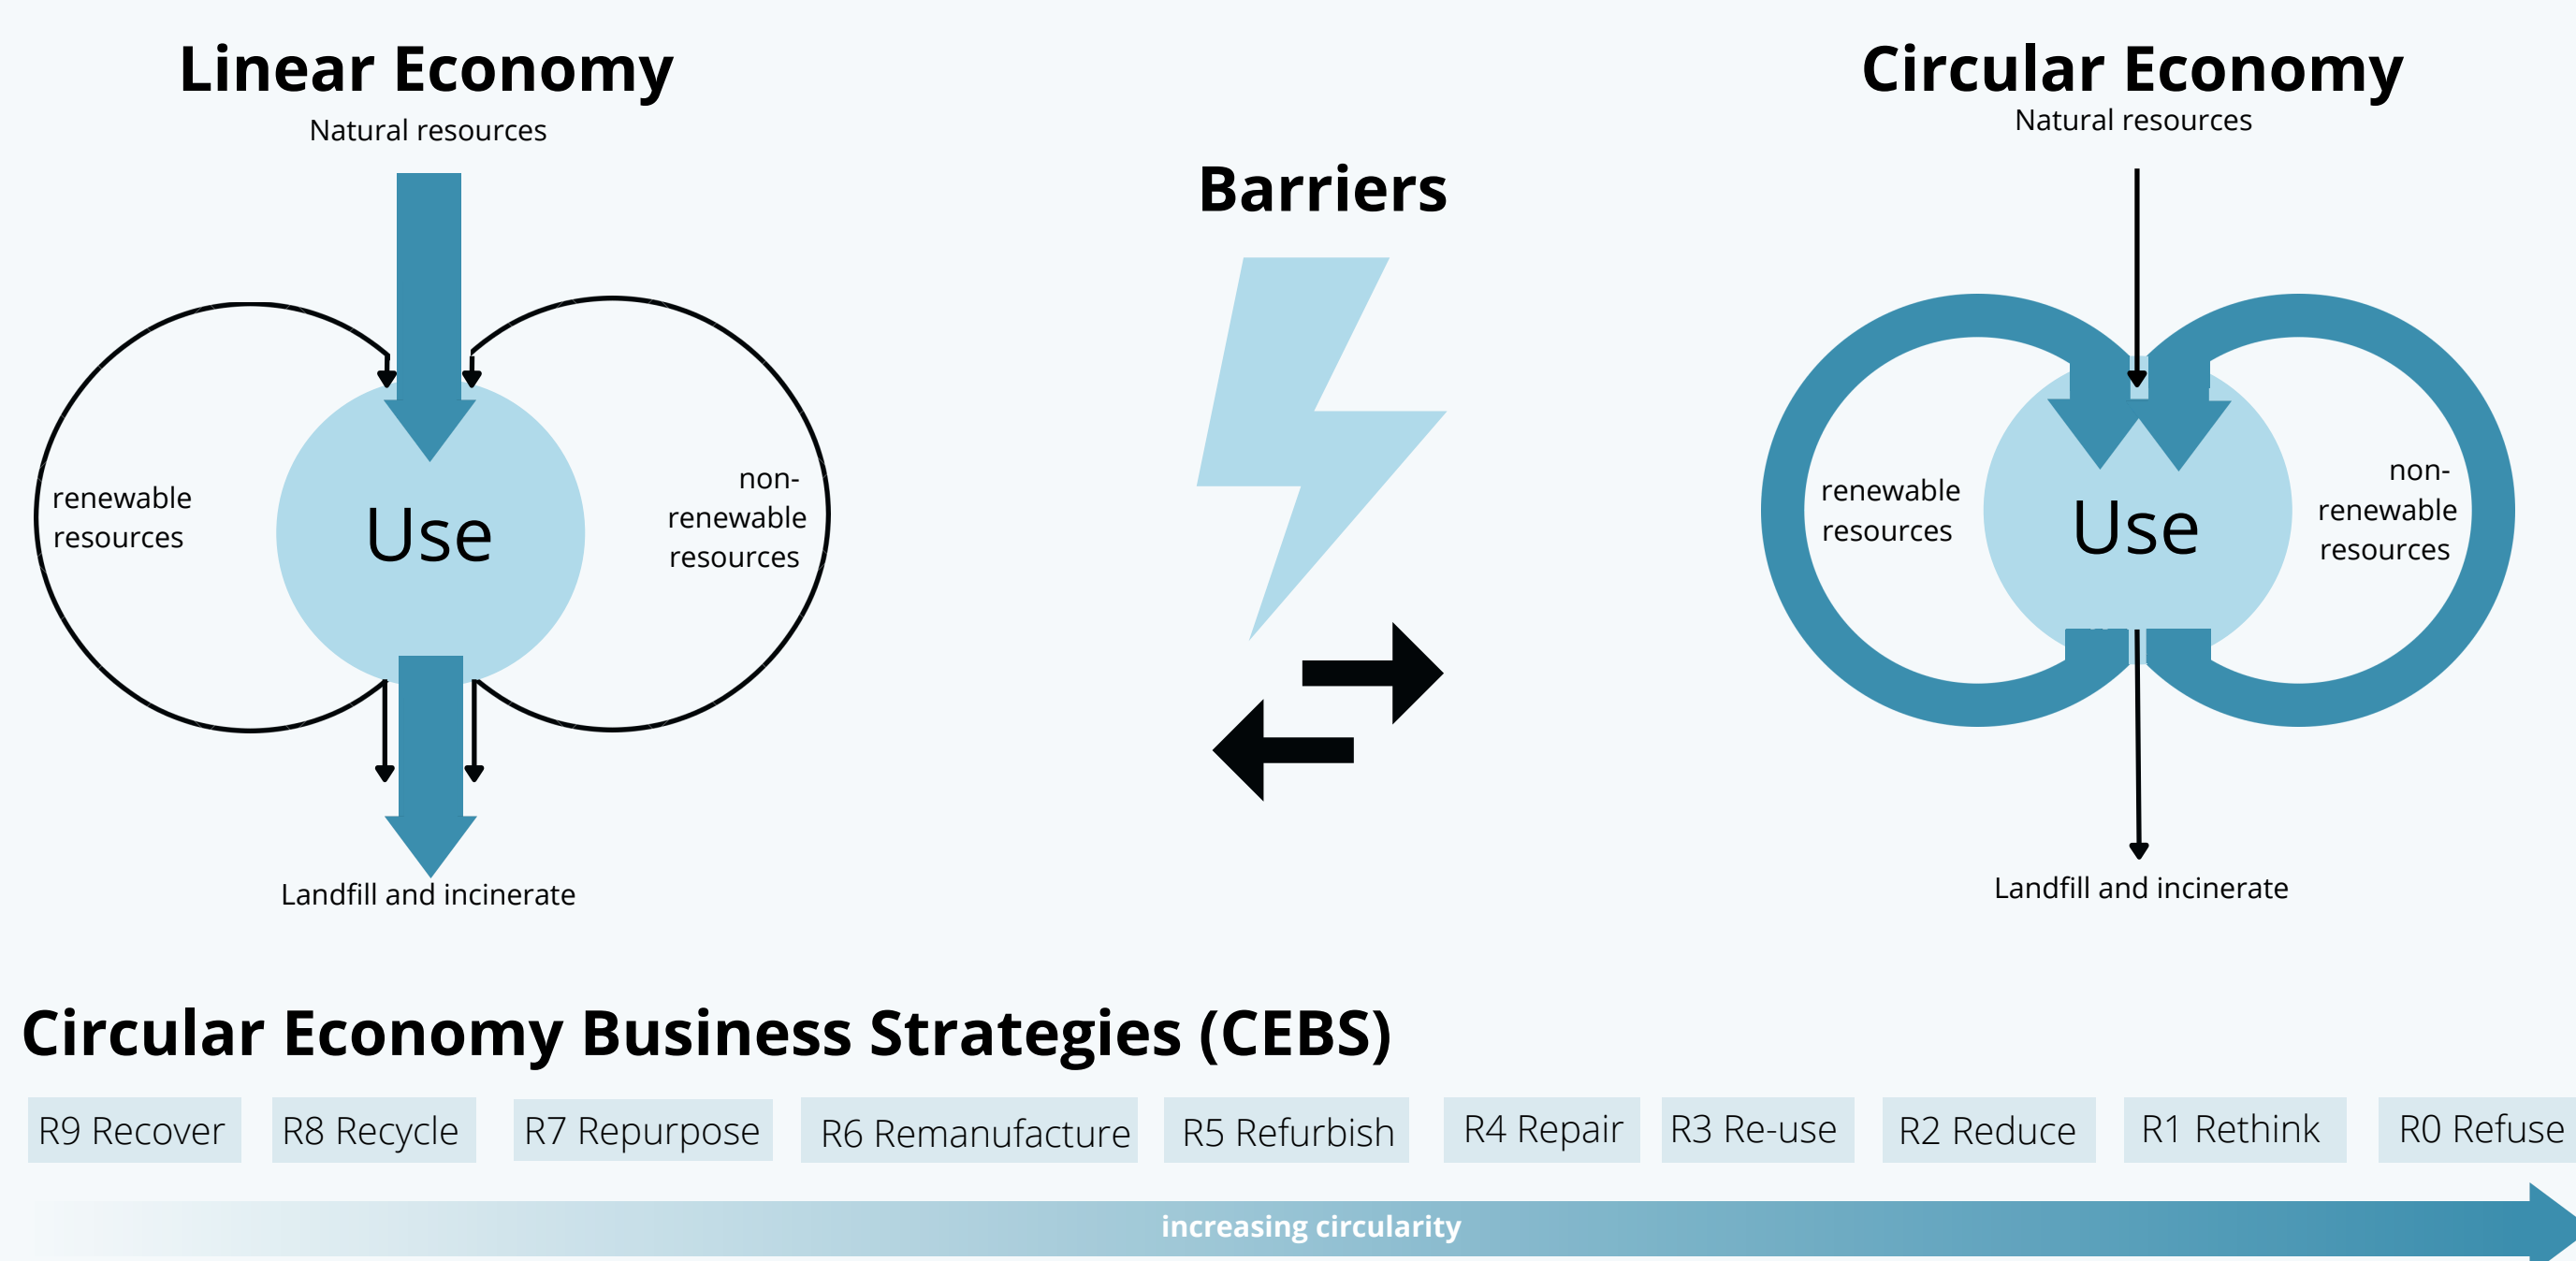 Linear Economy
Natural resources
renewable
resources
Use
non-
renewable
resources
Landfill and incinerate
Barriers
Circular Economy
Natural resources
renewable
resources
Use
non-
renewable
resources
Landfill and incinerate
Circular Economy Business Strategies (CEBS)
R9 Recover
R8 Recycle
R7 Repurpose
R6 Remanufacture
R5 Refurbish
R4 Repair
R3 Re-use
R2 Reduce
R1 Rethink
R0 Refuse
increasing circularity